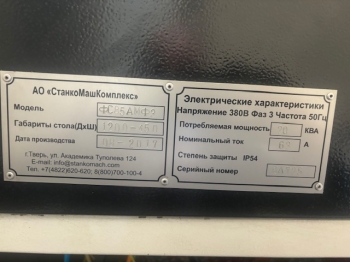 АО «СтанкоМашКомплекс»
Модель
Габариты стола(ДхШ)
Дата производства
г.Тверь, ул. Академика Туполева 124
E-mail: info@stankomach.com
Тел. +7(4822)620-620; 8(800)700-100-4
Электрические характеристики
Напряжение 380В Фаз 3 Частота 50Гц
Потребляемая мощность КВА
Номинальный ток А
Степень защиты IP54
Серийный номер